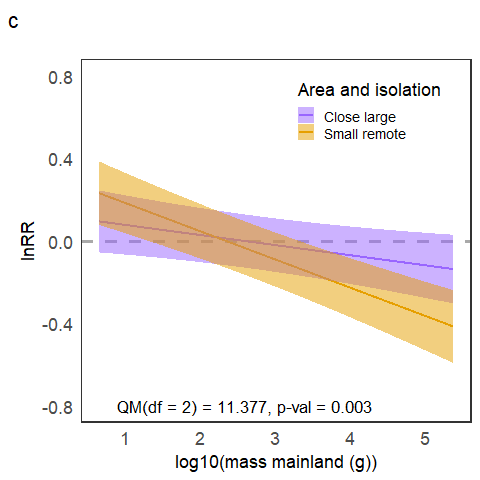 c
Area and isolation
Close large
Small remote
0.8
0.4
0.0
-0.4
-0.8
lnRR
QM(df = 2) = 11.377, p-val = 0.003
1 2 3 4 5
log10(mass mainland (g))